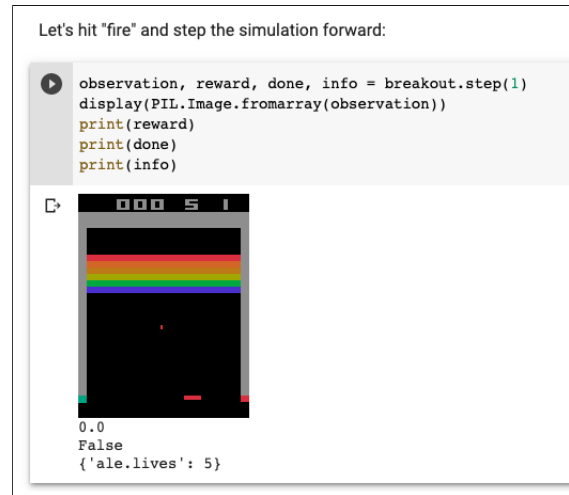 Let's hit "fire" and step the simulation forward:
observation, reward, done, info = breakout.step(1)
display(PIL.Image.fromarray(observation))
print(reward)
print(done)
print(info)
000 5 1
0.0
False
{'ale.lives': 5}